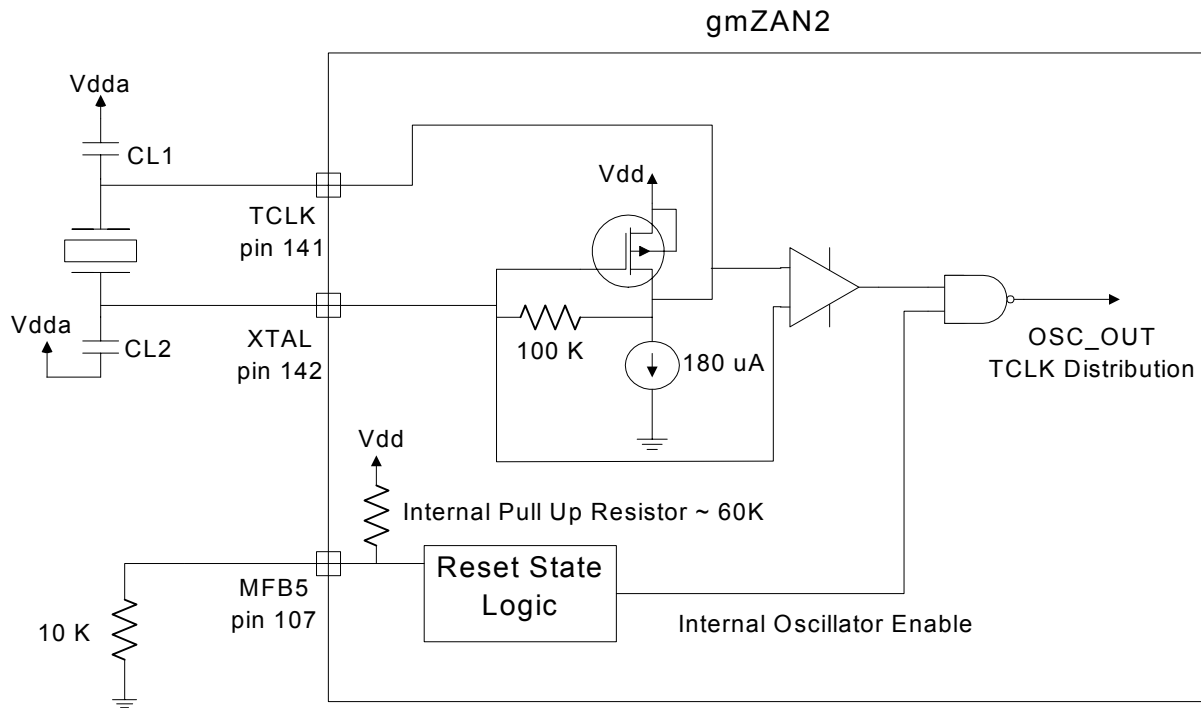 gmZAN2
Vdda
CL1
TCLK
pin 141
Vdd
Vdda
CL2
XTAL
pin 142
100 K
180 uA
OSC_OUT
TCLK Distribution
Vdd
Internal Pull Up Resistor ~ 60K
MFB5
pin 107
Reset State
Logic
10 K
Internal Oscillator Enable